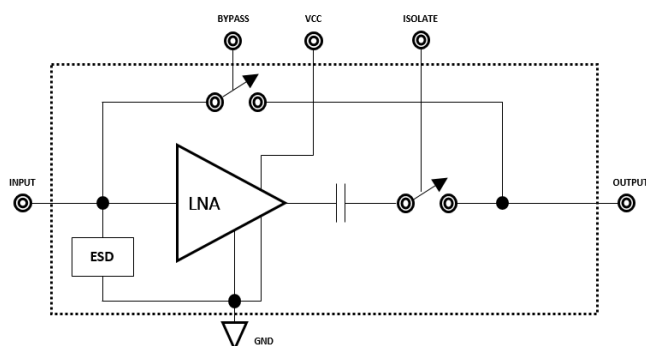 BYPASS VCC ISOLATE
INPUT LNA OUTPUT
ESD
GND